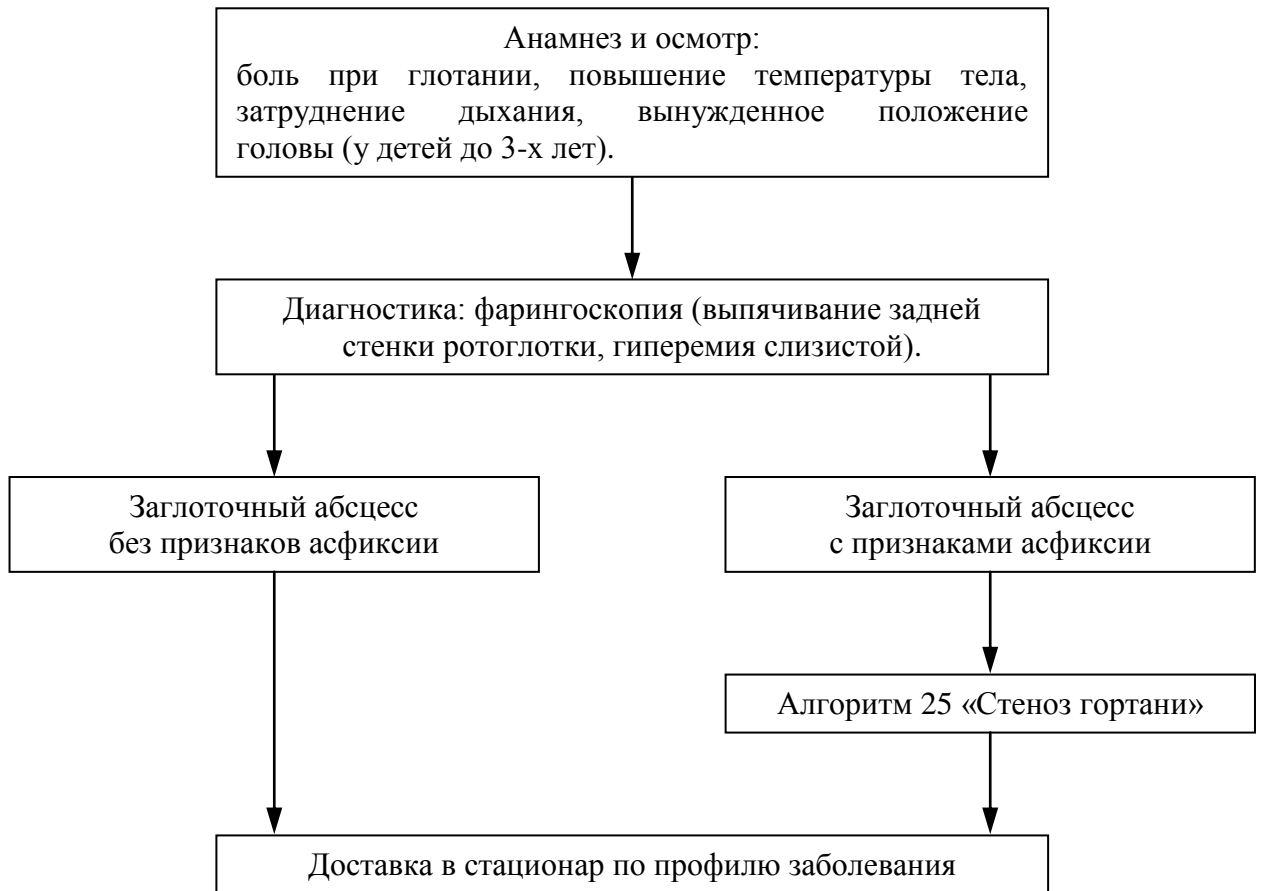 Анамнез и осмотр:
боль при глотании, повышение температуры тела,
затруднение дыхания, вынужденное положение
головы (у детей до 3-х лет).
Диагностика: фарингоскопия (выпячивание задней
стенки ротоглотки, гиперемия слизистой).
Заглоточный абсцесс
без признаков асфиксии
Заглоточный абсцесс
с признаками асфиксии
Алгоритм 25 «Стеноз гортани»
Доставка в стационар по профилю заболевания